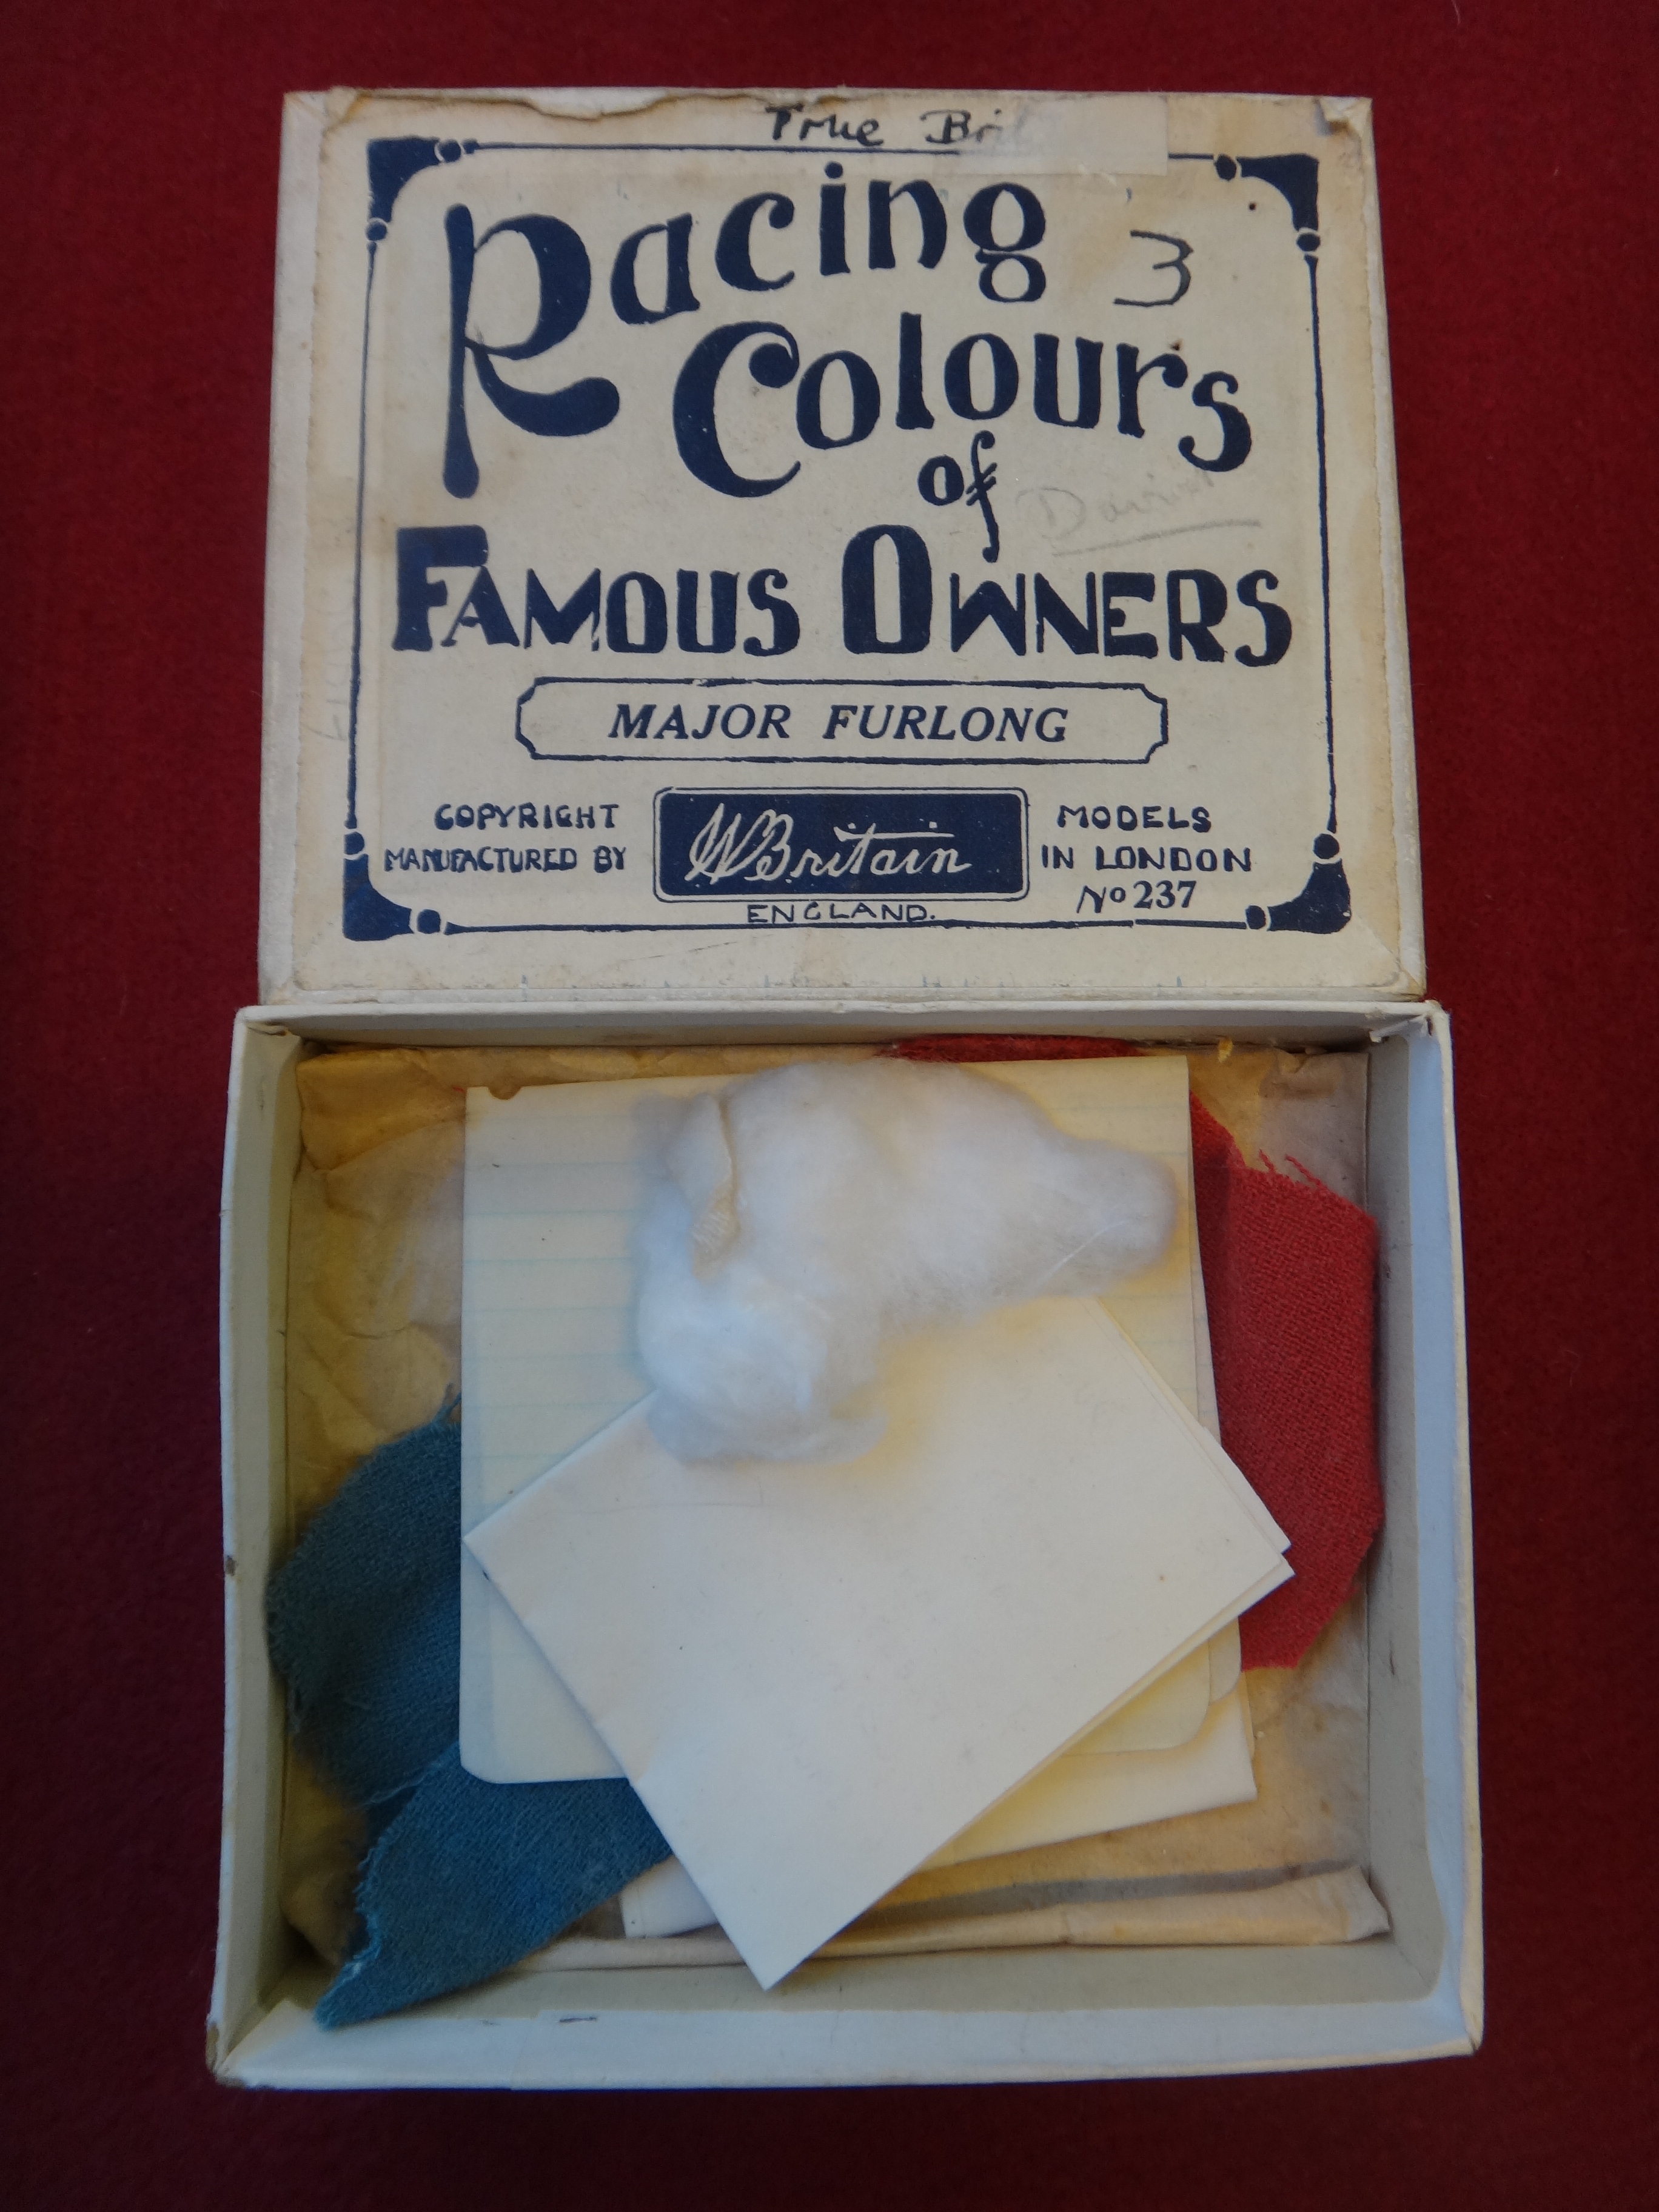 True Bri
Racing
3
Colours
of
FAMOUS OWNERS
MAJOR FURLONG
COPYRIGHT
MANUFACTURED BY
W Britain
ENGLAND.
MODELS
IN LONDON
No 237